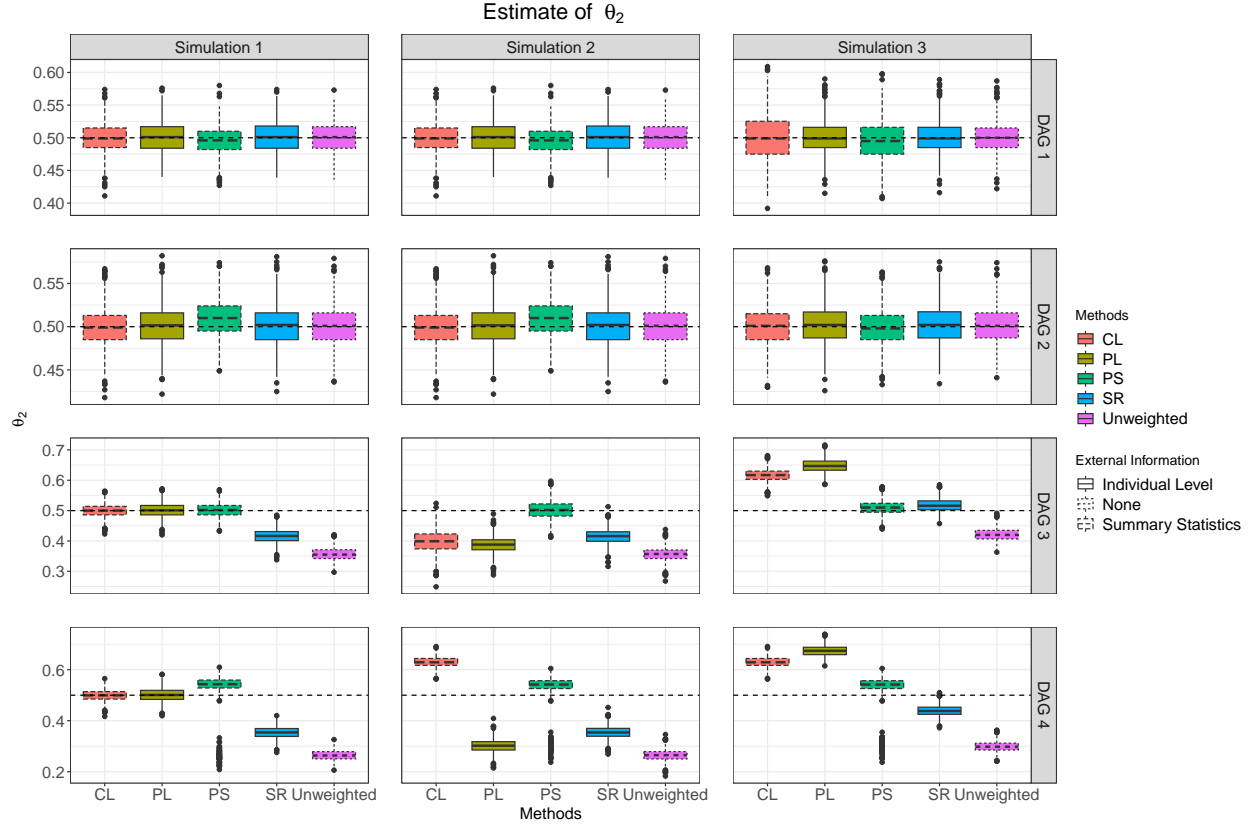 Estimate of θ2
Simulation 1
Simulation 2
Simulation 3
0.60
0.55
0.50
0.45
0.40
DAG 1
0.55
0.50
0.45
DAG 2
0.7
0.6
0.5
0.4
0.3
DAG 3
0.6
0.4
0.2
DAG 4
θ2
CL PL PS SR Unweighted
CL PL PS SR Unweighted
CL PL PS SR Unweighted
Methods
Methods
CL
PL
PS
SR
Unweighted
External Information
Individual Level
None
Summary Statistics